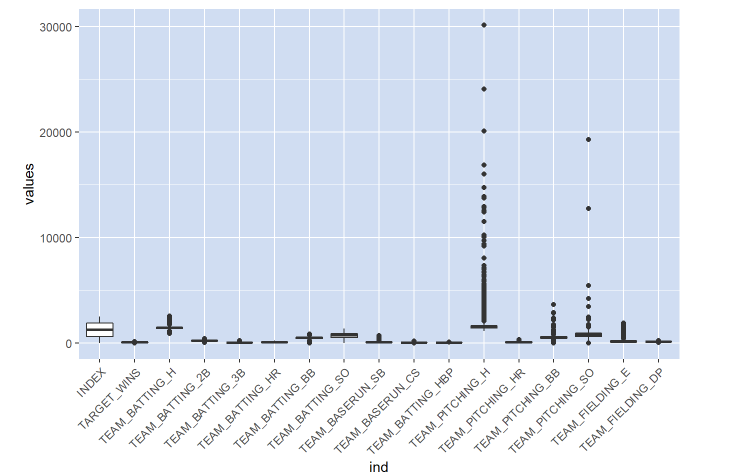 30000
20000
10000
0
values
INDEX
TARGET_WINS
TEAM_BATTING_H
TEAM_BATTING_2B
TEAM_BATTING_3B
TEAM_BATTING_HR
TEAM_BATTING_BB
TEAM_BATTING_SO
TEAM_BASERUN_SB
TEAM_BASERUN_CS
TEAM_BATTING_HBP
TEAM_PITCHING_H
TEAM_PITCHING_HR
TEAM_PITCHING_BB
TEAM_PITCHING_SO
TEAM_FIELDING_E
TEAM_FIELDING_DP
ind